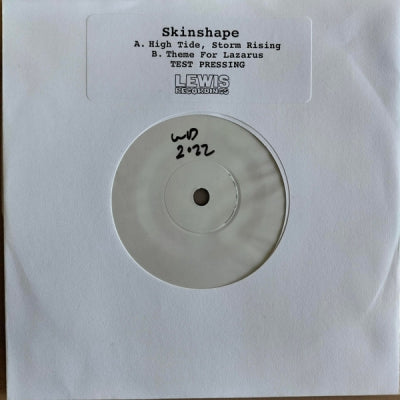 Skinshape
A. High Tide, Storm Rising
B. Theme For Lazarus
TEST PRESSING
LEWIS
RECORDINGS
WD
2022